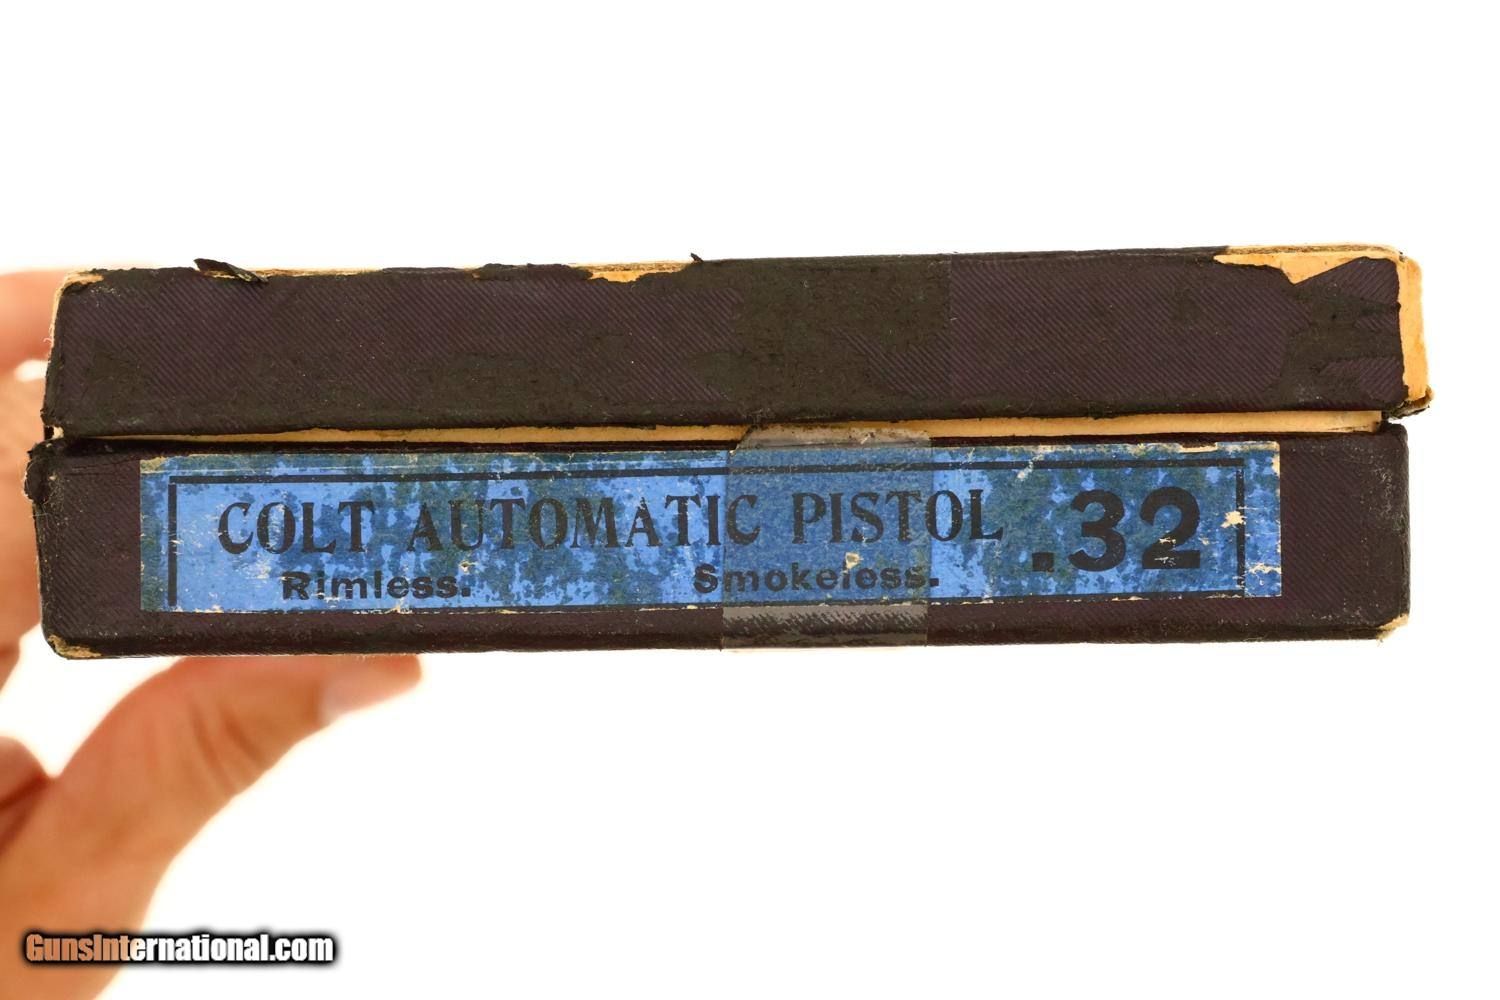 COLT AUTOMATIC PISTOL .32
Rimless. Smokeless.
GunsInternational.com